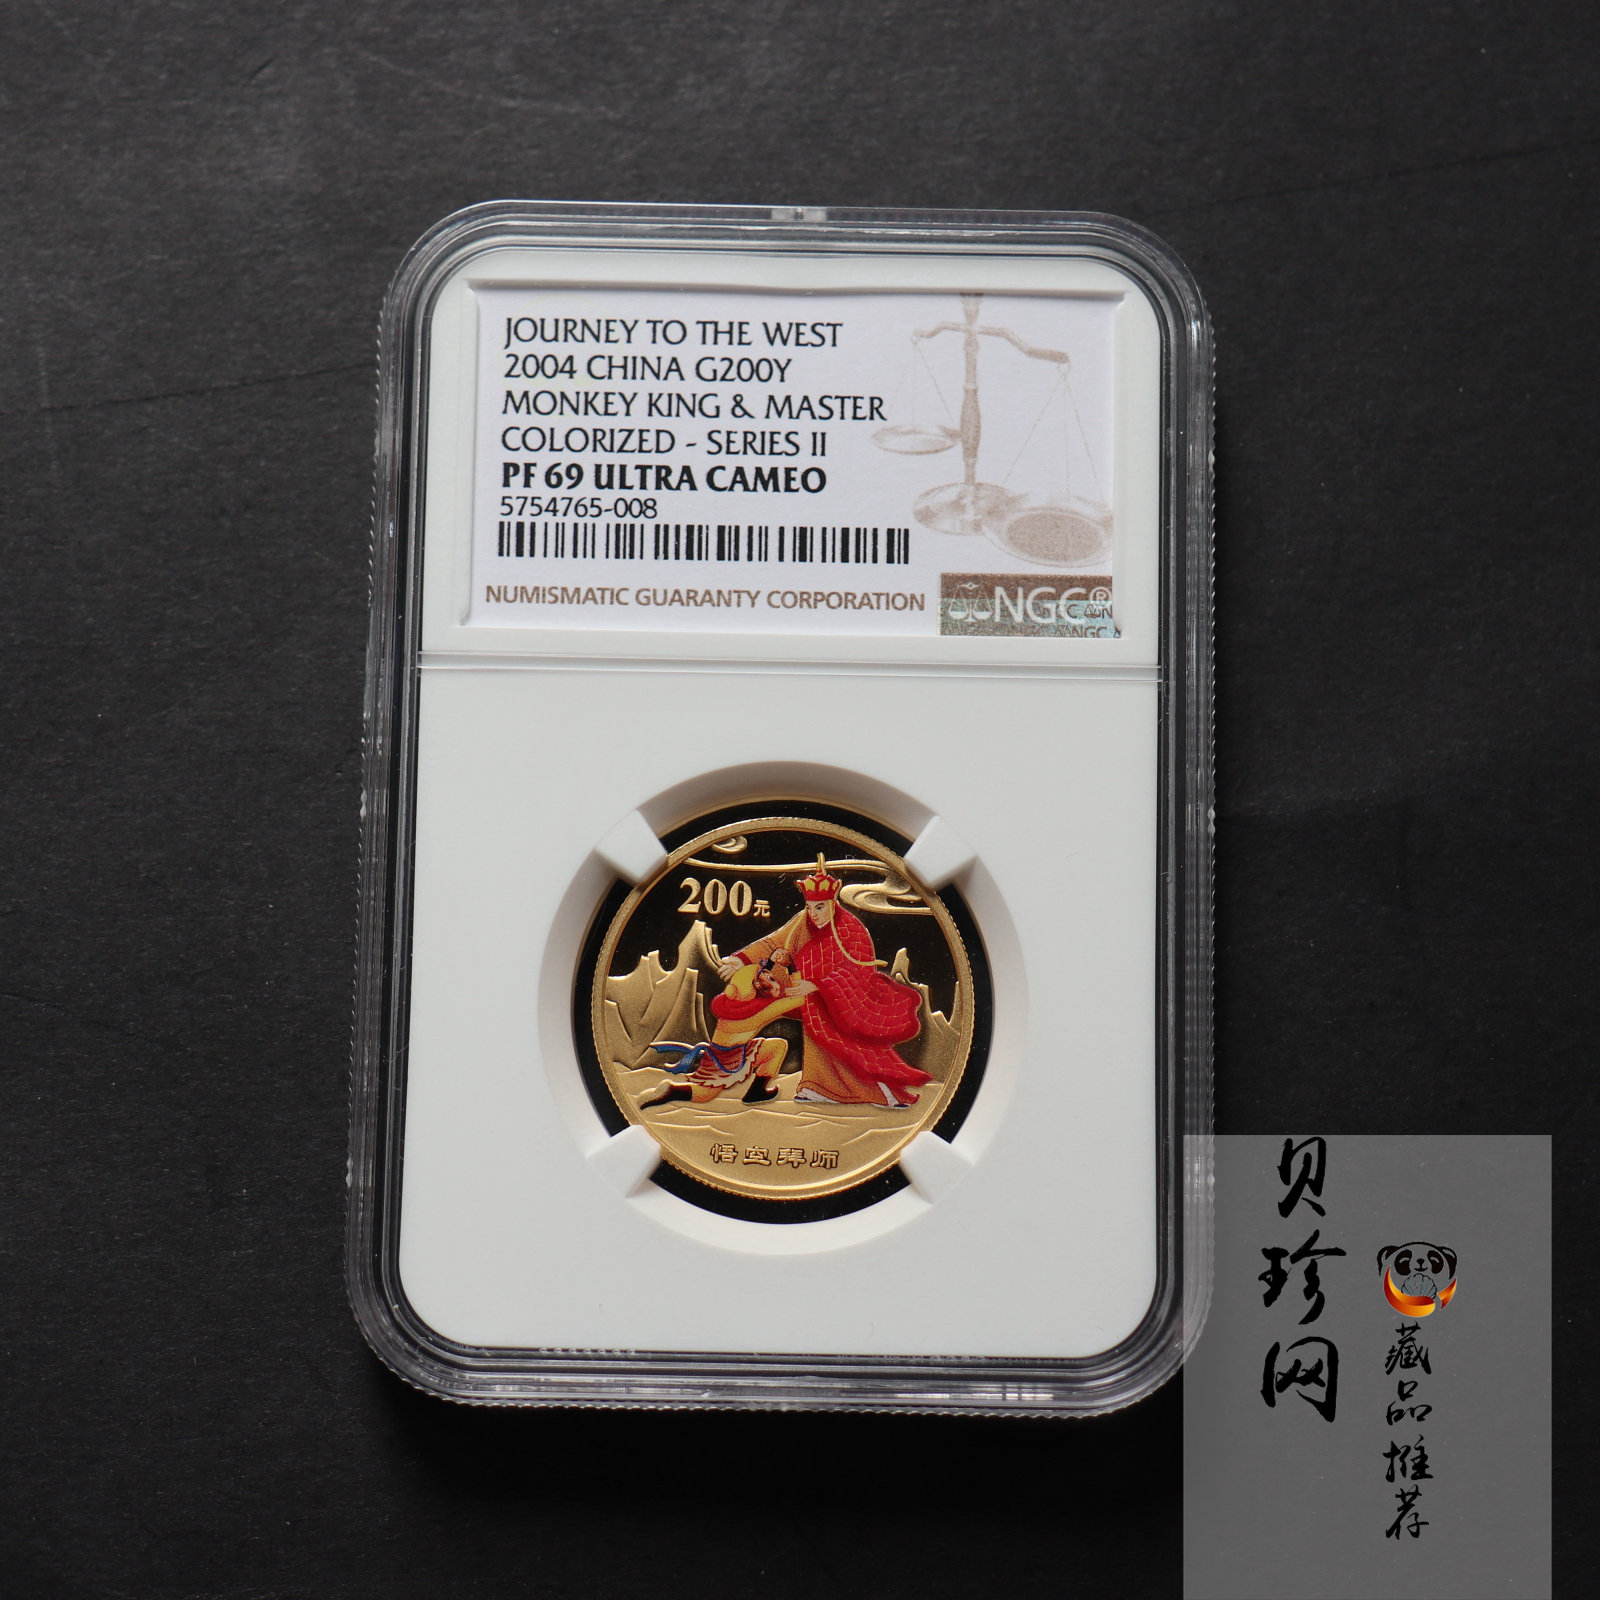 JOURNEY TO THE WEST
2004 CHINA G200Y
MONKEY KING & MASTER
COLORIZED - SERIES II
PF 69 ULTRA CAMEO
5754765-008
NUMISMATIC GUARANTY CORPORATION
NGC®
200元
悟空拜师
贝珍网
藏品推荐